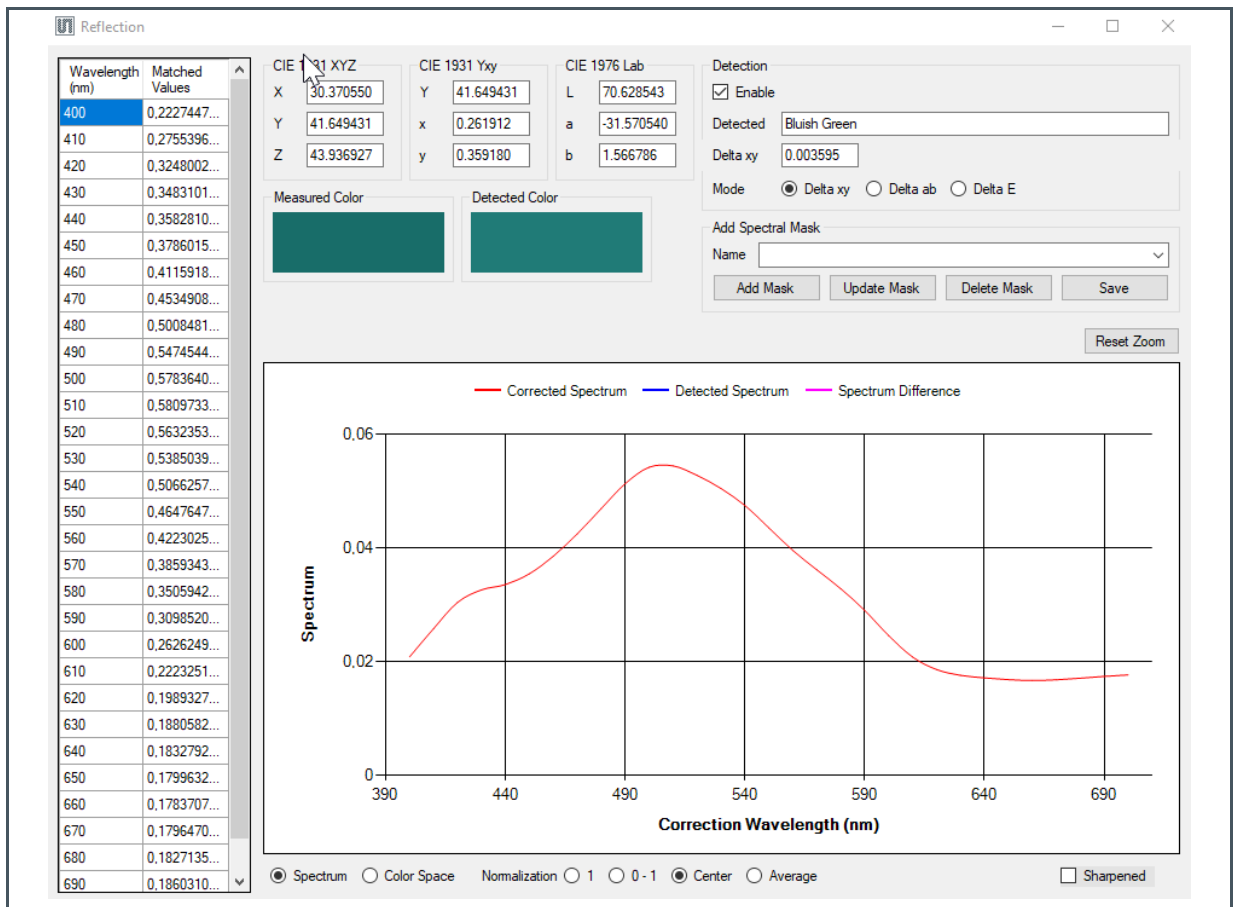 Reflection
Wavelength (nm) Matched Values
400 0,2227447...
410 0,2755396...
420 0,3248002...
430 0,3483101...
440 0,3582810...
450 0,3786015...
460 0,4115918...
470 0,4534908...
480 0,5008481...
490 0,5474544...
500 0,5783640...
510 0,5809733...
520 0,5632353...
530 0,5385039...
540 0,5066257...
550 0,4647647...
560 0,4223025...
570 0,3859343...
580 0,3505942...
590 0,3098520...
600 0,2626249...
610 0,2223251...
620 0,1989327...
630 0,1880582...
640 0,1832792...
650 0,1799632...
660 0,1783707...
670 0,1796470...
680 0,1827135...
690 0,1860310...
CIE 1931 XYZ
X 30.370550
Y 41.649431
Z 43.936927
CIE 1931 Yxy
Y 41.649431
x 0.261912
y 0.359180
CIE 1976 Lab
L 70.628543
a -31.570540
b 1.566786
Measured Color
Detected Color
Detection
Enable
Detected Bluish Green
Delta xy 0.003595
Mode Delta xy Delta ab Delta E
Add Spectral Mask
Name
Add Mask Update Mask Delete Mask Save
Reset Zoom
Corrected Spectrum Detected Spectrum Spectrum Difference
Spectrum
0,06
0,04
0,02
0
390 440 490 540 590 640 690
Correction Wavelength (nm)
Spectrum Color Space Normalization 1 0 - 1 Center Average Sharpened